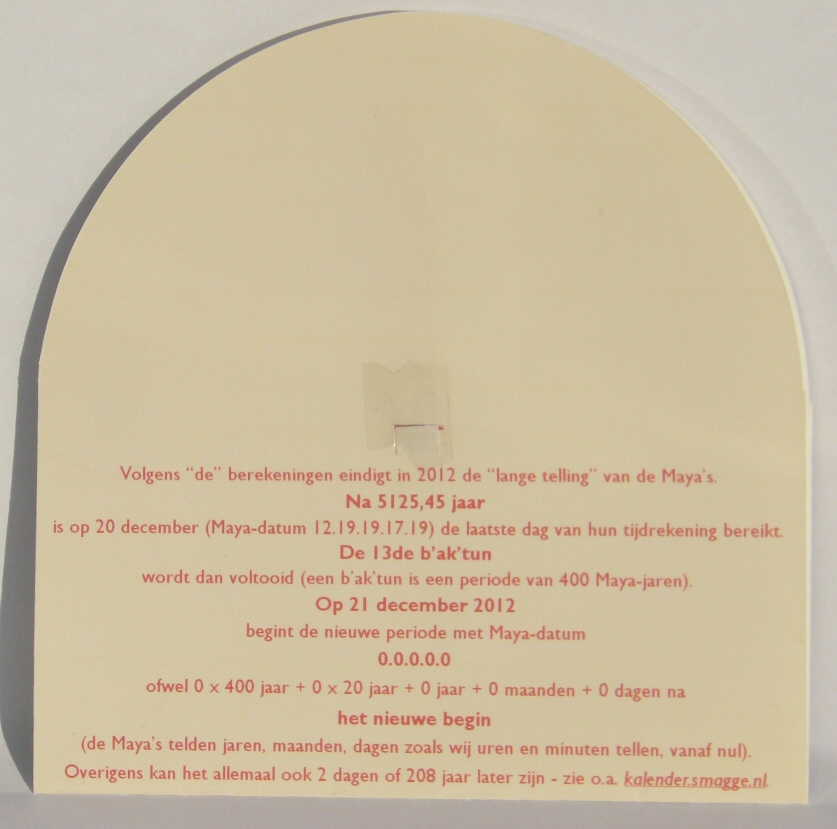 Volgens “de” berekeningen eindigt in 2012 de “lange telling” van de Maya's.
Na 5125,45 jaar
is op 20 december (Maya-datum 12.19.19.17.19) de laatste dag van hun tijdrekening bereikt.
De 13de b'ak'tun
wordt dan voltooid (een b'ak'tun is een periode van 400 Maya-jaren).
Op 21 december 2012
begint de nieuwe periode met Maya-datum
0.0.0.0.0
ofwel 0 x 400 jaar + 0 x 20 jaar + 0 jaar + 0 maanden + 0 dagen na
het nieuwe begin
(de Maya's telden jaren, maanden, dagen zoals wij uren en minuten tellen, vanaf nul).
Overigens kan het allemaal ook 2 dagen of 208 jaar later zijn - zie o.a. kalender.smagge.nl